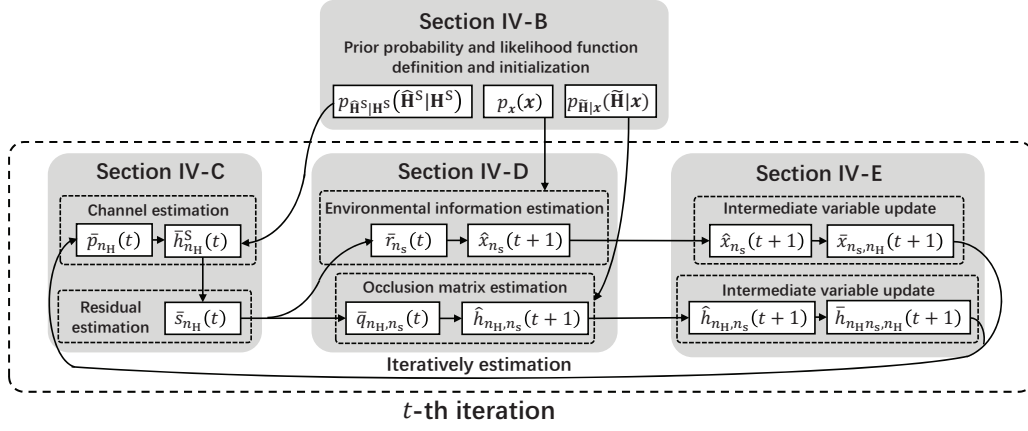 Section IV-B
Prior probability and likelihood function
definition and initialization
p_{Ĥ^S|H^S}(Ĥ^S|H^S)
p_x(x)
p_{H̃|x}(H̃|x)
Section IV-C
Channel estimation
p̄_{n_H}(t)
h̄^S_{n_H}(t)
Residual
estimation
s̄_{n_H}(t)
Section IV-D
Environmental information estimation
r̄_{n_s}(t)
x̂_{n_s}(t+1)
Occlusion matrix estimation
q̄_{n_H,n_s}(t)
ĥ_{n_H,n_s}(t+1)
Section IV-E
Intermediate variable update
x̂_{n_s}(t+1)
x̄_{n_s,n_H}(t+1)
Intermediate variable update
ĥ_{n_H,n_s}(t+1)
h̄_{n_Hn_s,n_H}(t+1)
Iteratively estimation
t-th iteration